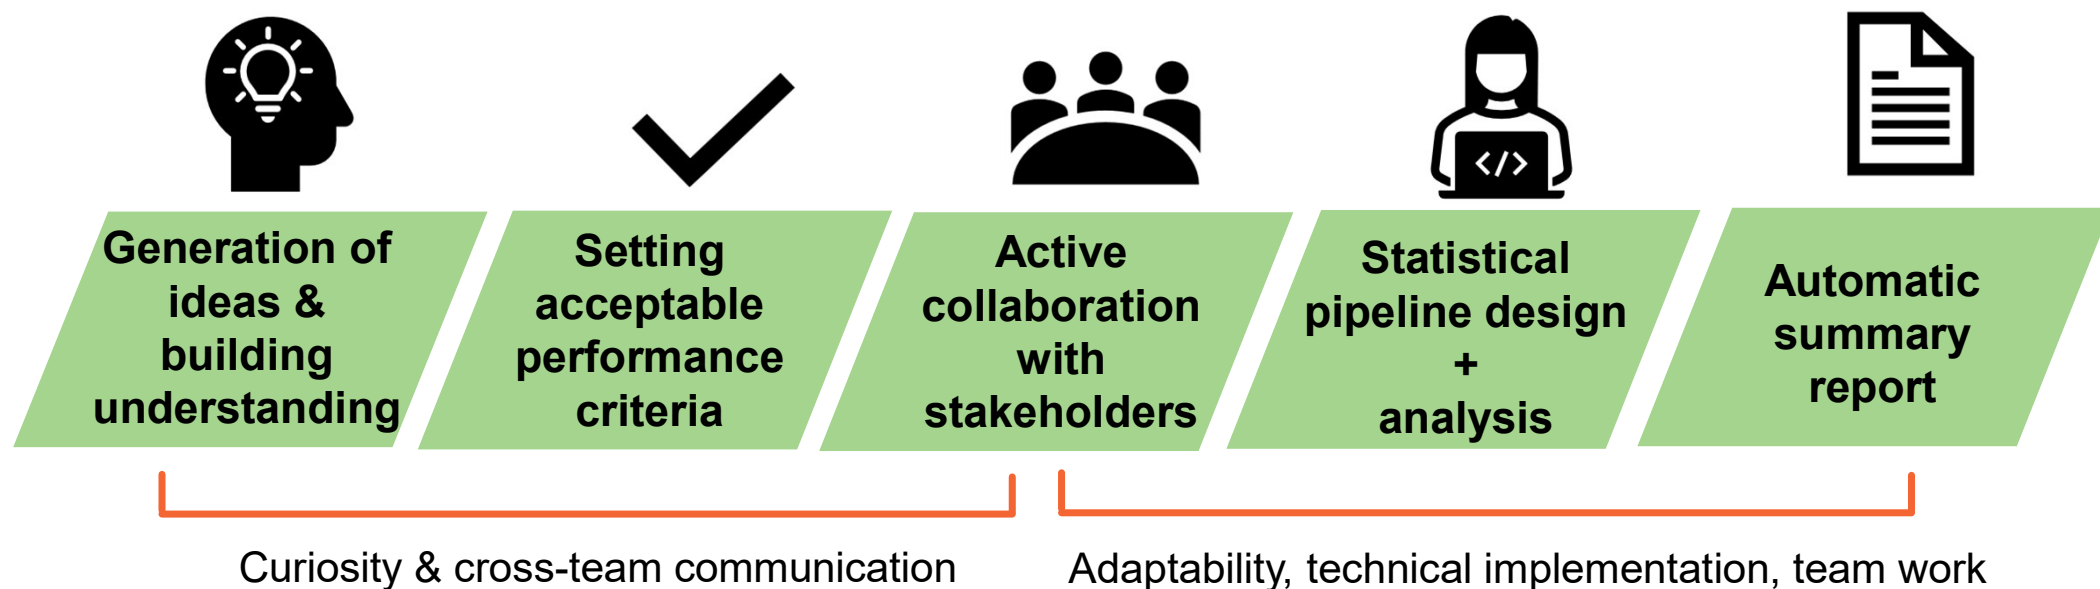 </>
Generation of
ideas &
building
understanding
Setting
acceptable
performance
criteria
Active
collaboration
with
stakeholders
Statistical
pipeline design
+
analysis
Automatic
summary
report
Curiosity & cross-team communication
Adaptability, technical implementation, team work